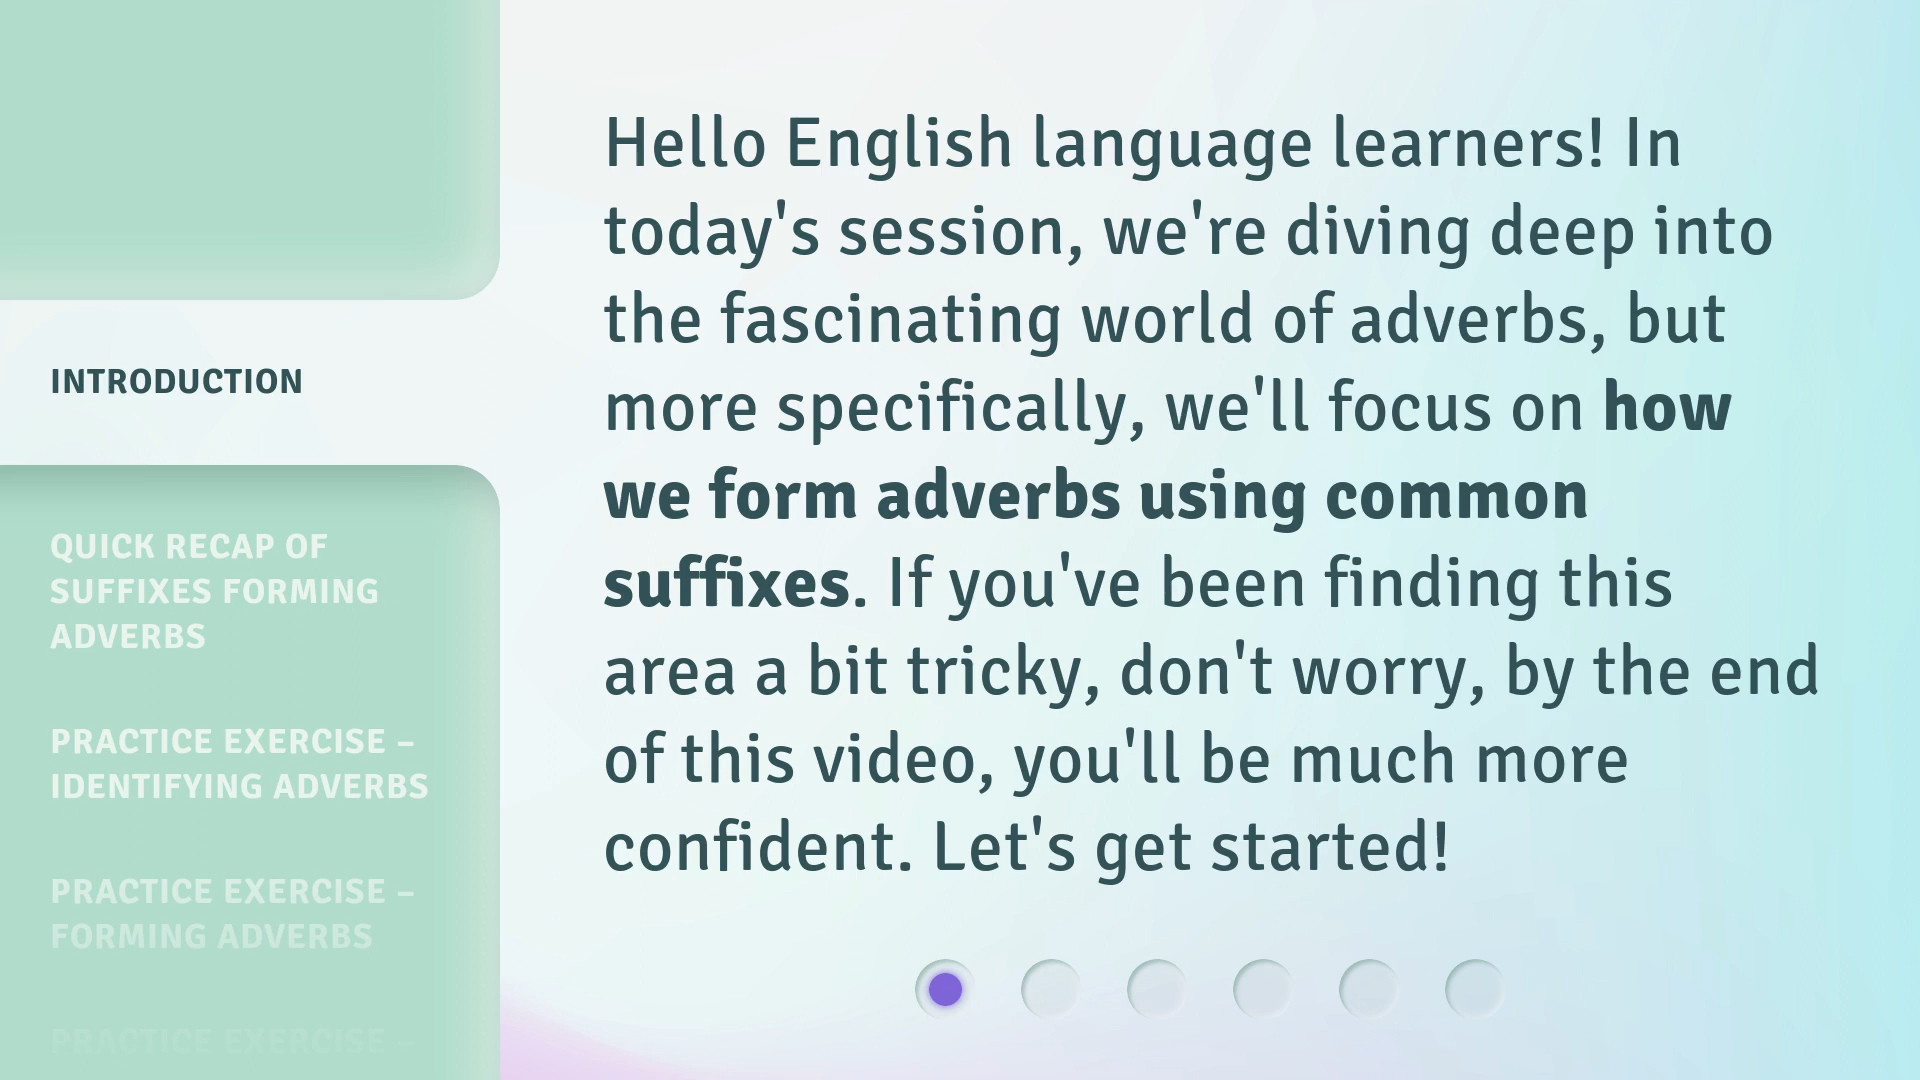 INTRODUCTION
QUICK RECAP OF
SUFFIXES FORMING
ADVERBS
PRACTICE EXERCISE –
IDENTIFYING ADVERBS
PRACTICE EXERCISE –
FORMING ADVERBS
PRACTICE EXERCISE –
Hello English language learners! In
today's session, we're diving deep into
the fascinating world of adverbs, but
more specifically, we'll focus on how
we form adverbs using common
suffixes. If you've been finding this
area a bit tricky, don't worry, by the end
of this video, you'll be much more
confident. Let's get started!